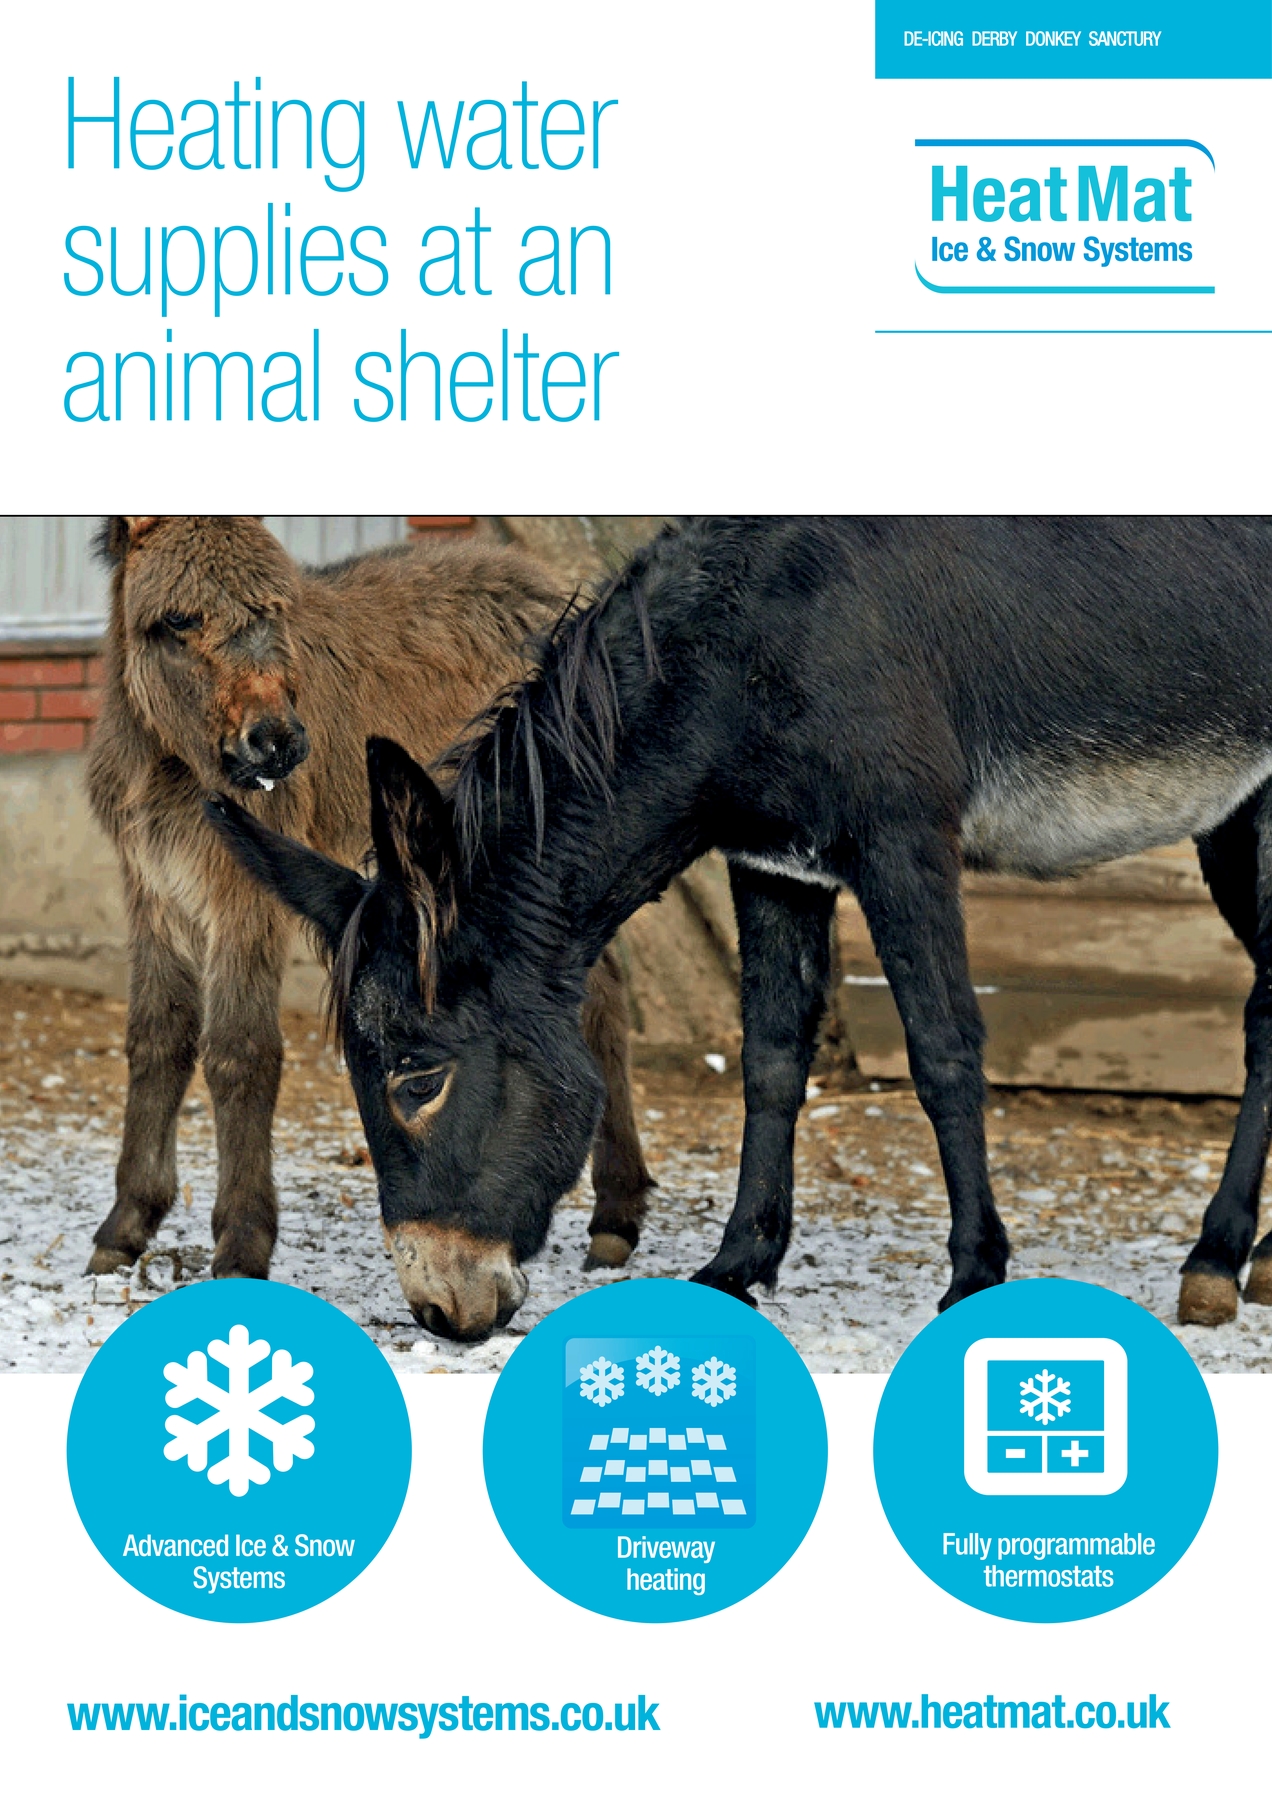 DE-ICING DERBY DONKEY SANCTURY
Heating water
supplies at an
animal shelter
Heat Mat
Ice & Snow Systems
Advanced Ice & Snow
Systems
Driveway
heating
Fully programmable
thermostats
www.iceandsnowsystems.co.uk
www.heatmat.co.uk